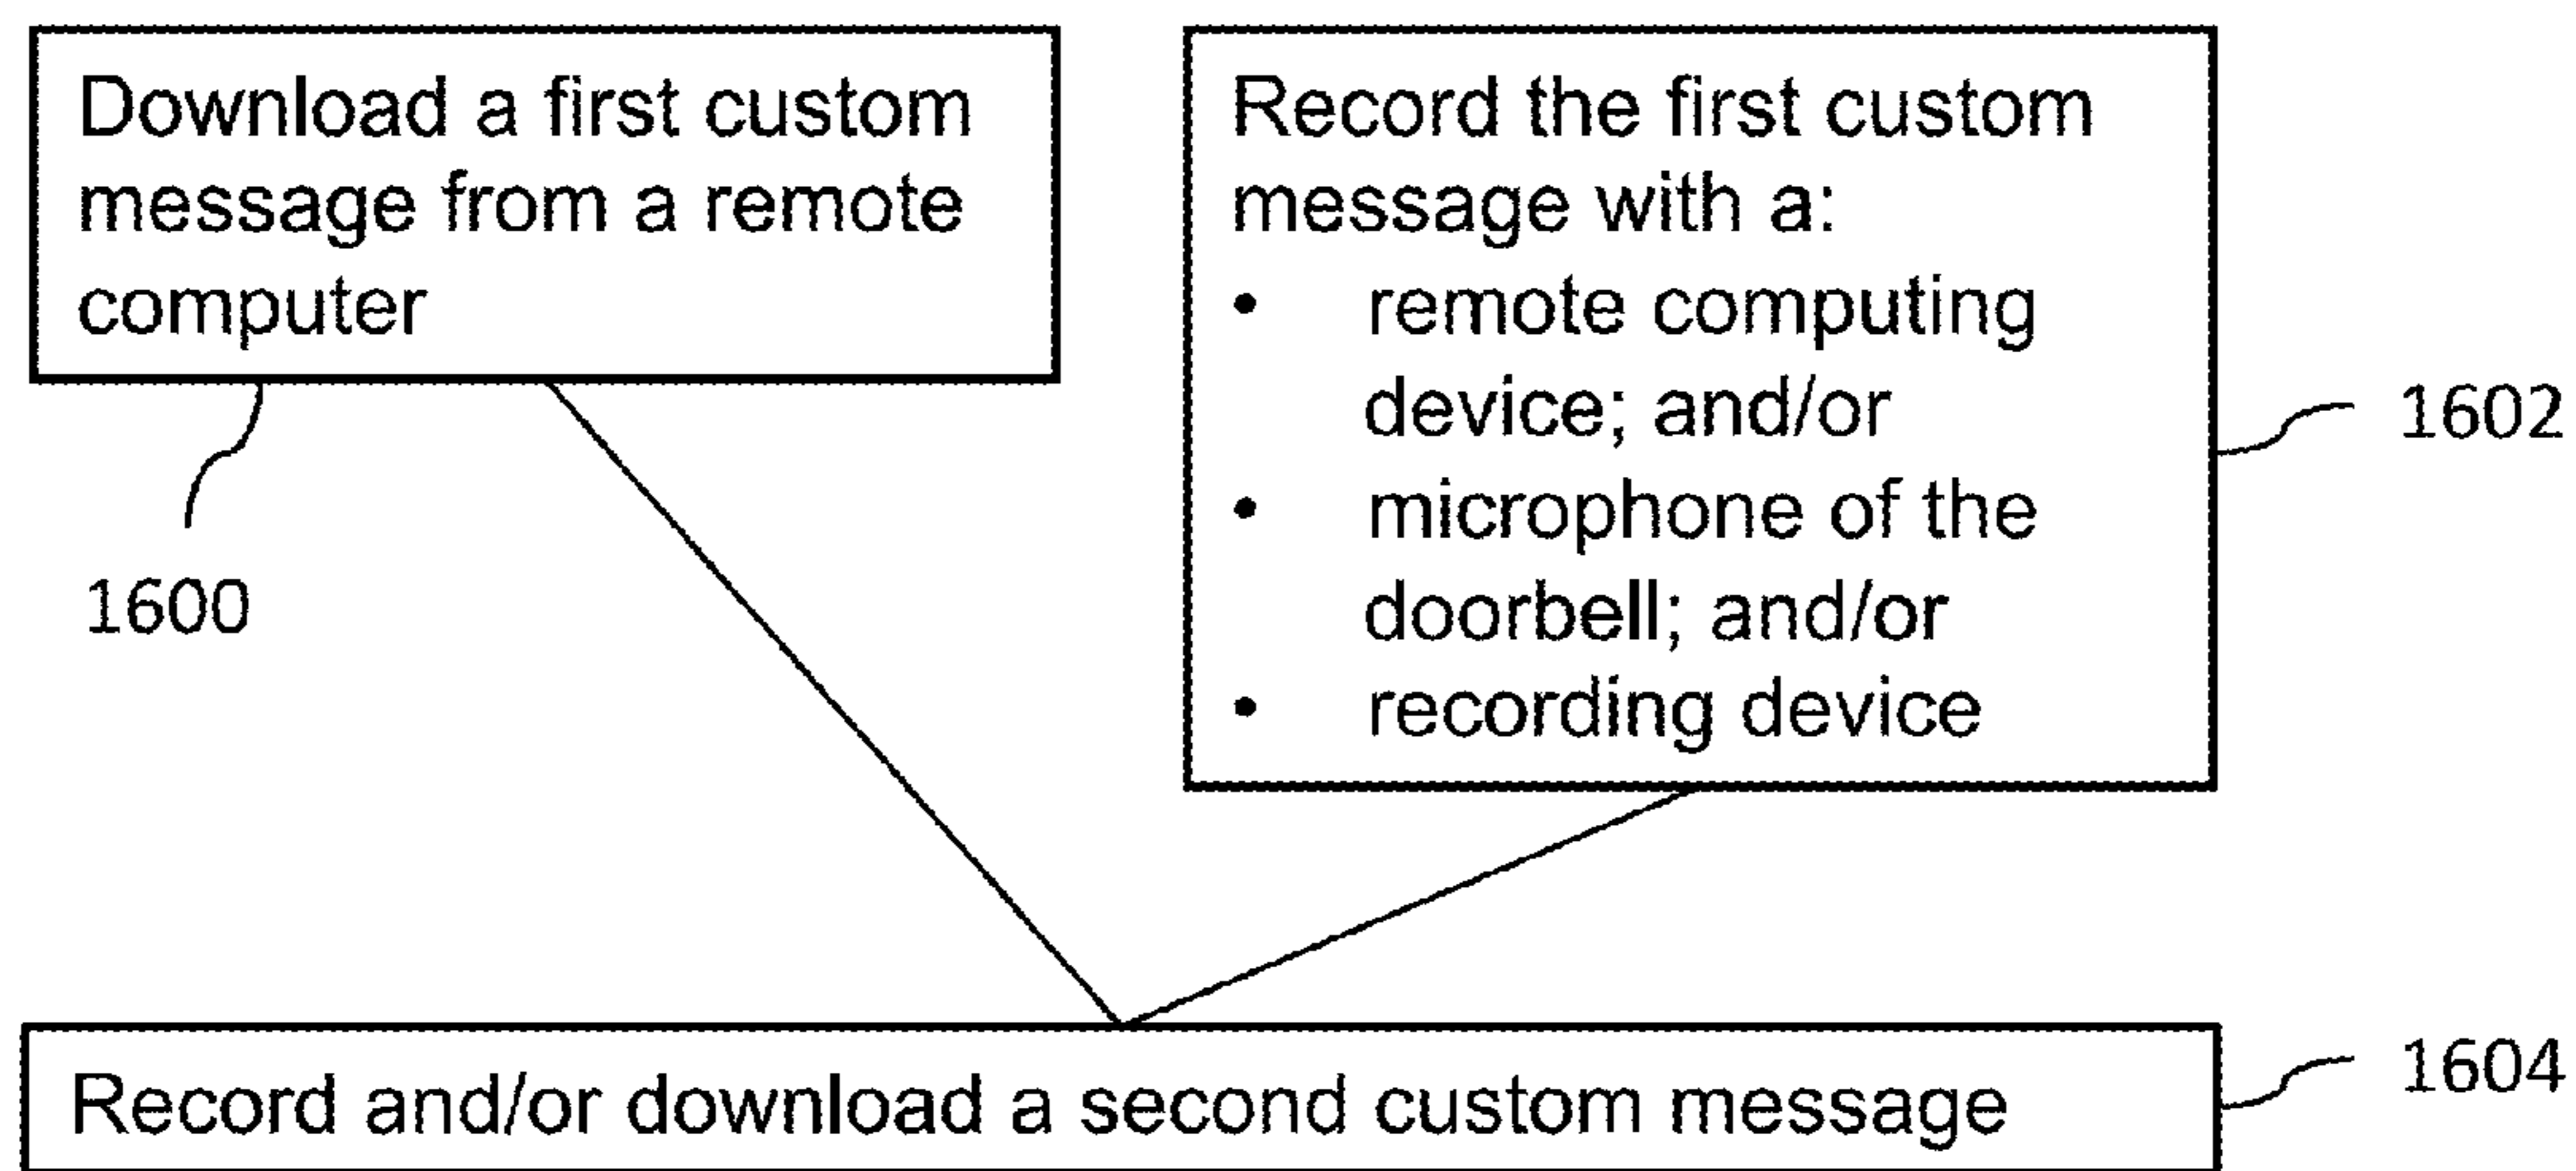 Download a first custom
message from a remote
computer
1600
Record the first custom
message with a:
• remote computing
device; and/or
• microphone of the
doorbell; and/or
• recording device
1602
Record and/or download a second custom message
1604